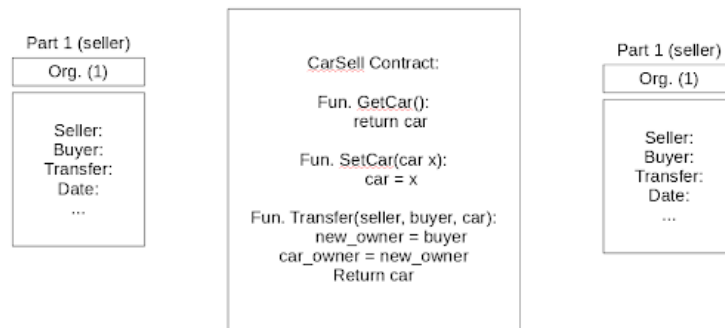 Part 1 (seller)
Org. (1)
Seller:
Buyer:
Transfer:
Date:
...
CarSell Contract:
Fun. GetCar():
return car
Fun. SetCar(car x):
car = x
Fun. Transfer(seller, buyer, car):
new_owner = buyer
car_owner = new_owner
Return car
Part 1 (seller)
Org. (1)
Seller:
Buyer:
Transfer:
Date:
...